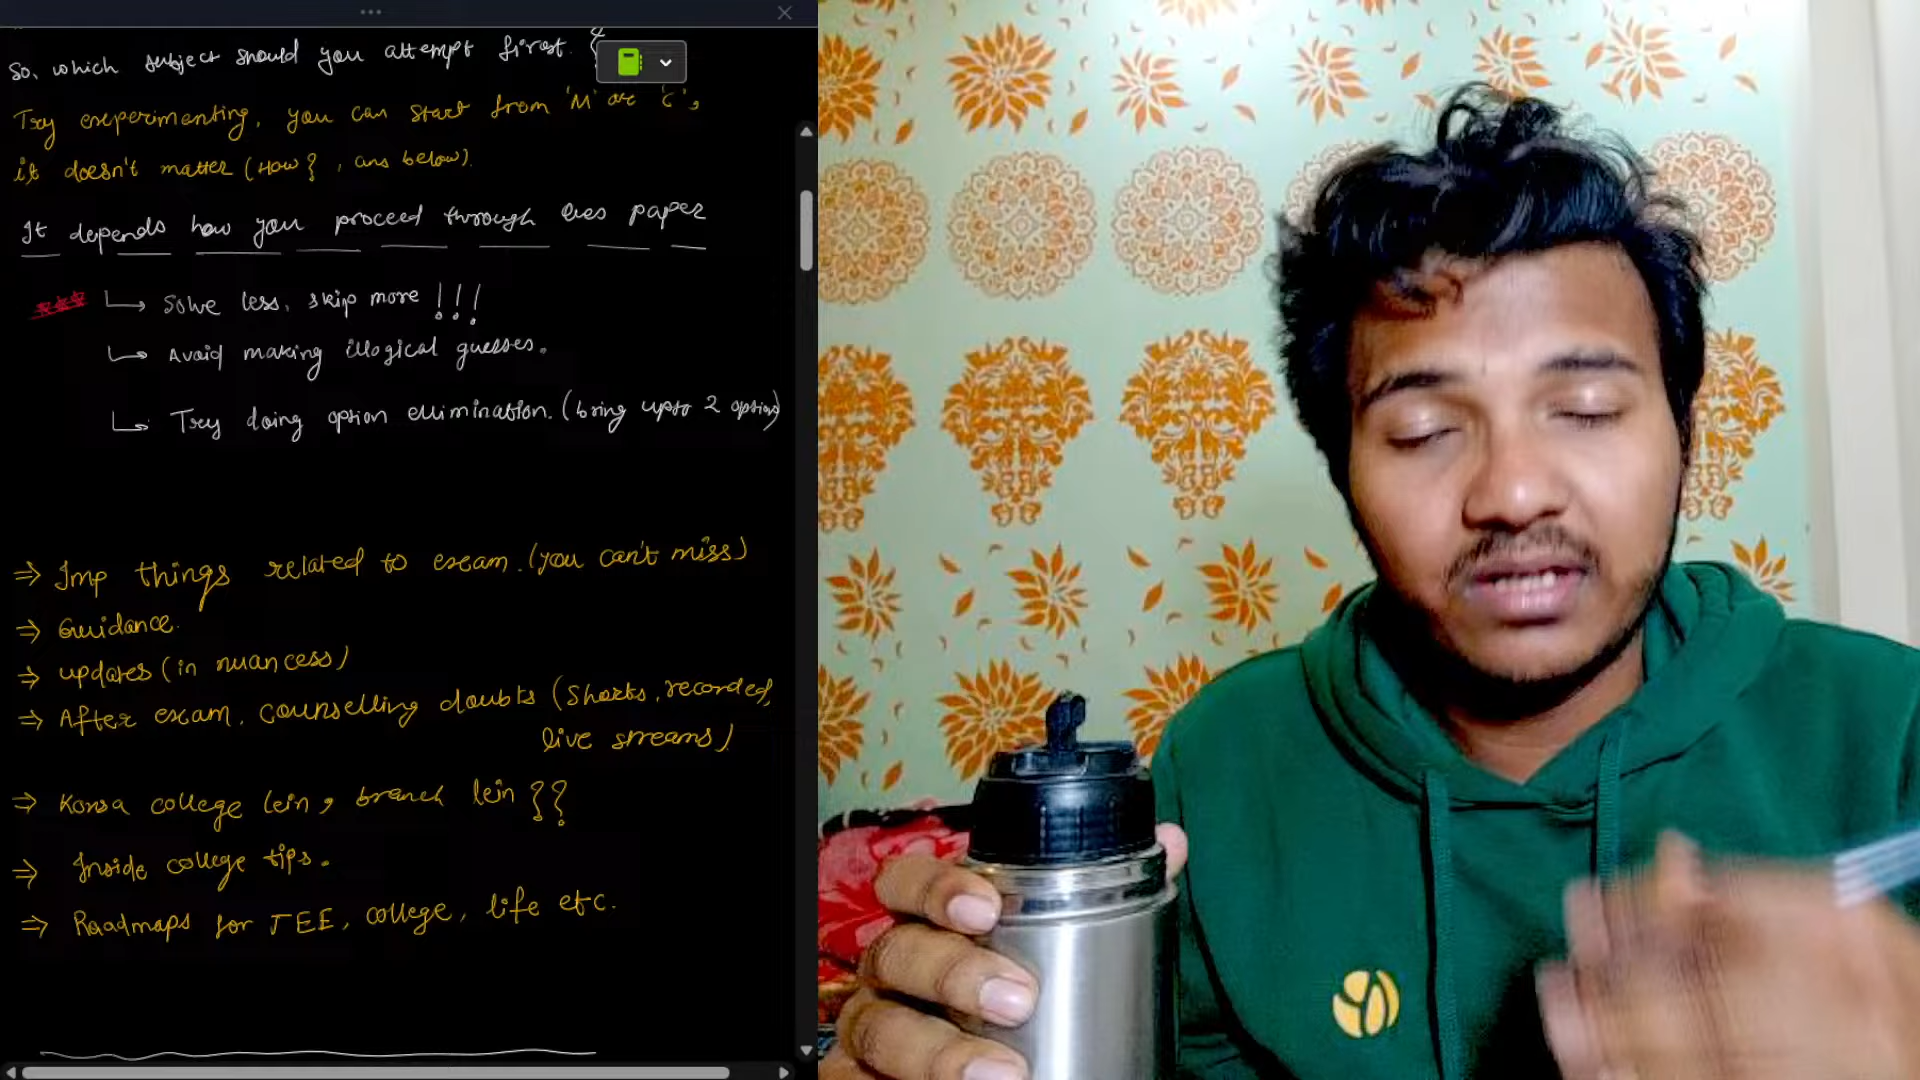 So, which subject should you attempt first.
Try experimenting, you can start from 'M' or 'C',
it doesn't matter (How?, ans below).
It depends how you proceed through this paper
*** ↳ Solve less, skip more !!!
↳ Avoid making illogical guesses.
↳ Try doing option ellimination. (bring upto 2 option)
⇒ Imp things related to exam. (you can't miss)
⇒ Guidance.
⇒ updates (in nuancess)
⇒ After exam, counselling doubts (Shorts, recorded,
live streams)
⇒ Konsa college lein, branch lein ??
⇒ Inside college tips.
⇒ Roadmaps for JEE, college, life etc.